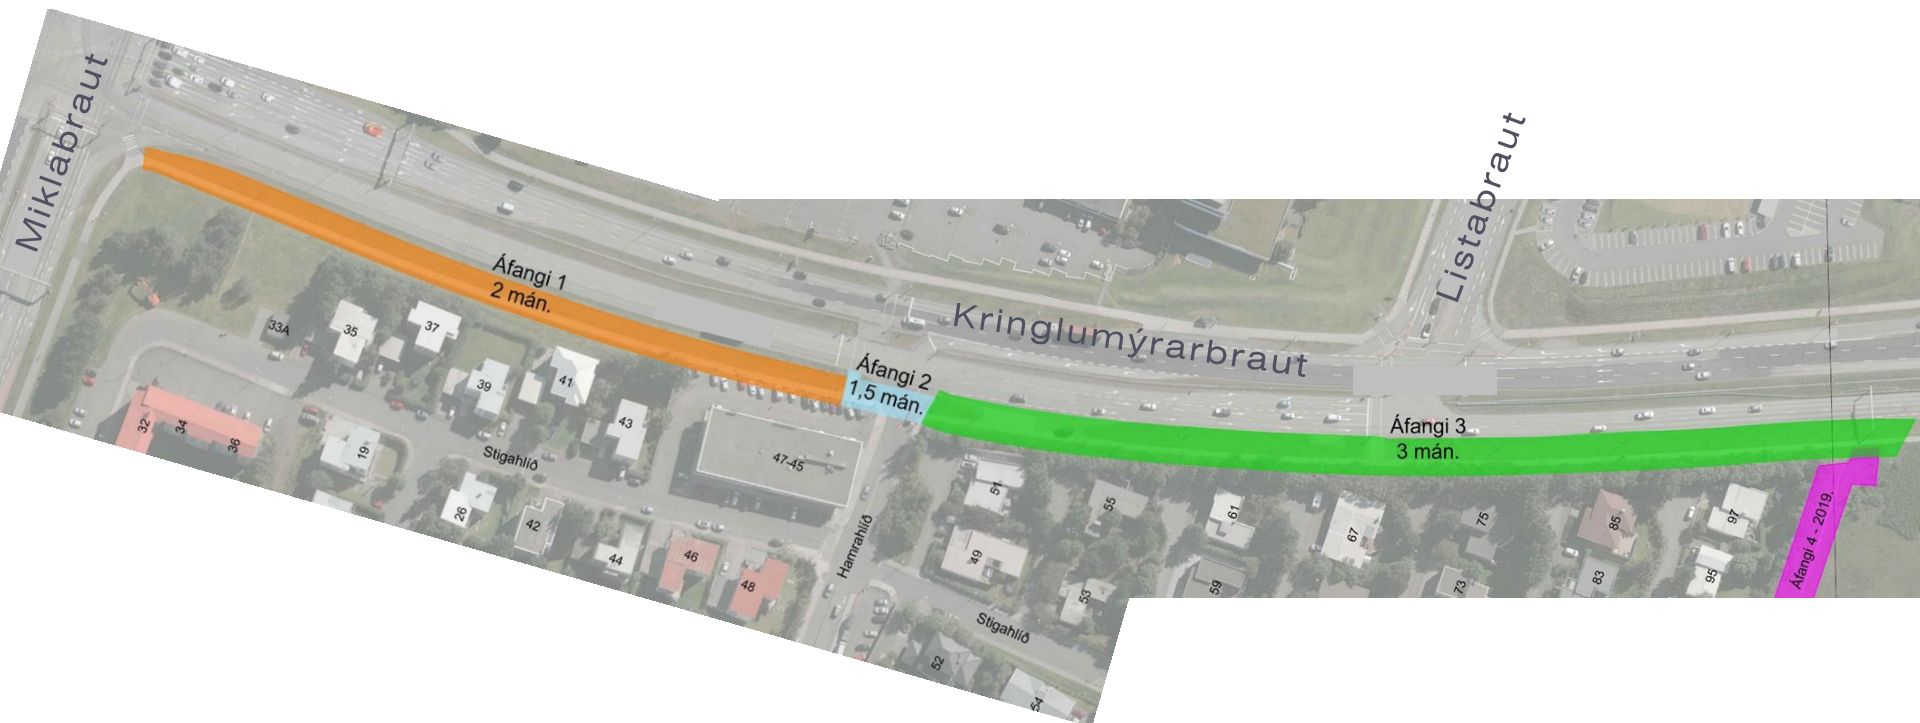 Miklabraut
Áfangi 1
2 mán.
Kringlumýrarbraut
Listabraut
Áfangi 2
1,5 mán.
Áfangi 3
3 mán.
Áfangi 4 - 2019.
33A
35
37
39
41
43
47-45
32
34
36
19
Stigahlíð
26
42
44
46
48
Hamrahlíð
51
55
61
67
75
85
97
49
53
59
73
83
95
Stigahlíð
52
54